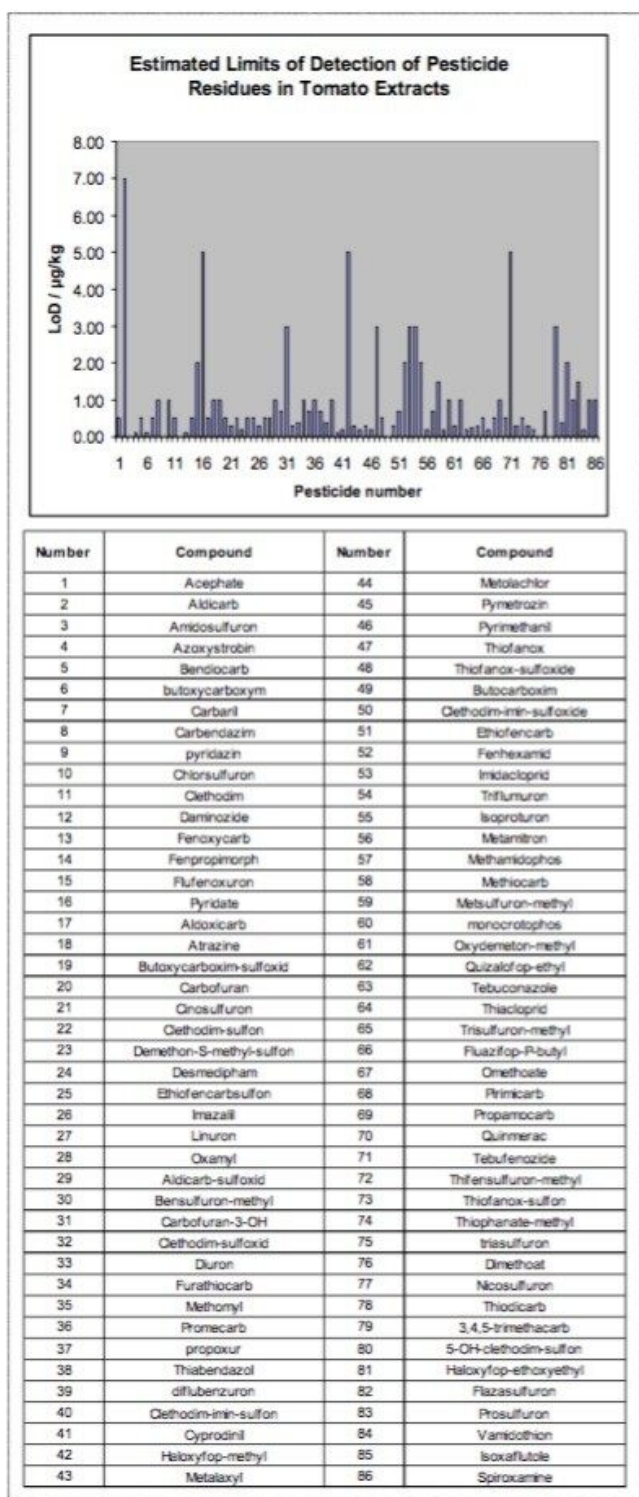 Estimated Limits of Detection of Pesticide
Residues in Tomato Extracts
8.00
7.00
6.00
5.00
4.00
3.00
2.00
1.00
0.00
LoD / µg/kg
1 6 11 16 21 26 31 36 41 46 51 56 61 66 71 76 81 86
Pesticide number
Number Compound Number Compound
1 Acephate 44 Metolachlor
2 Aldicarb 45 Pymetrozin
3 Amidosulfuron 46 Pyrimethanil
4 Azoxystrobin 47 Thiofanox
5 Bendiocarb 48 Thiofanox-sulfoxide
6 butoxycarboxym 49 Butocarboxim
7 Carbaril 50 Clethodim-imin-sulfoxide
8 Carbendazim 51 Ethiofencarb
9 pyridazin 52 Fenhexamid
10 Chlorsulfuron 53 Imidacloprid
11 Clethodim 54 Triflumuron
12 Daminozide 55 Isoproturon
13 Fenoxycarb 56 Metamitron
14 Fenpropimorph 57 Methamidophos
15 Flufenoxuron 58 Methiocarb
16 Pyridate 59 Metsulfuron-methyl
17 Aldoxicarb 60 monocrotophos
18 Atrazine 61 Oxydemeton-methyl
19 Butoxycarboxim-sulfoxid 62 Quizalofop-ethyl
20 Carbofuran 63 Tebuconazole
21 Cinosulfuron 64 Thiacloprid
22 Clethodim-sulfon 65 Trisulfuron-methyl
23 Demethon-S-methyl-sulfon 66 Fluazifop-P-butyl
24 Desmedipham 67 Omethoate
25 Ethiofencarbsulfon 68 Pirimicarb
26 Imazalil 69 Propamocarb
27 Linuron 70 Quinmerac
28 Oxamyl 71 Tebufenozide
29 Aldicarb-sulfoxid 72 Thifensulfuron-methyl
30 Bensulfuron-methyl 73 Thiofanox-sulfon
31 Carbofuran-3-OH 74 Thiophanate-methyl
32 Clethodim-sulfoxid 75 triasulfuron
33 Diuron 76 Dimethoat
34 Furathiocarb 77 Nicosulfuron
35 Methomyl 78 Thiodicarb
36 Promecarb 79 3,4,5-trimethacarb
37 propoxur 80 5-OH-clethodim-sulfon
38 Thiabendazol 81 Haloxyfop-ethoxyethyl
39 diflubenzuron 82 Flazasulfuron
40 Clethodim-imin-sulfon 83 Prosulfuron
41 Cyprodinil 84 Vamidothion
42 Haloxyfop-methyl 85 Isoxaflutole
43 Metalaxyl 86 Spiroxamine